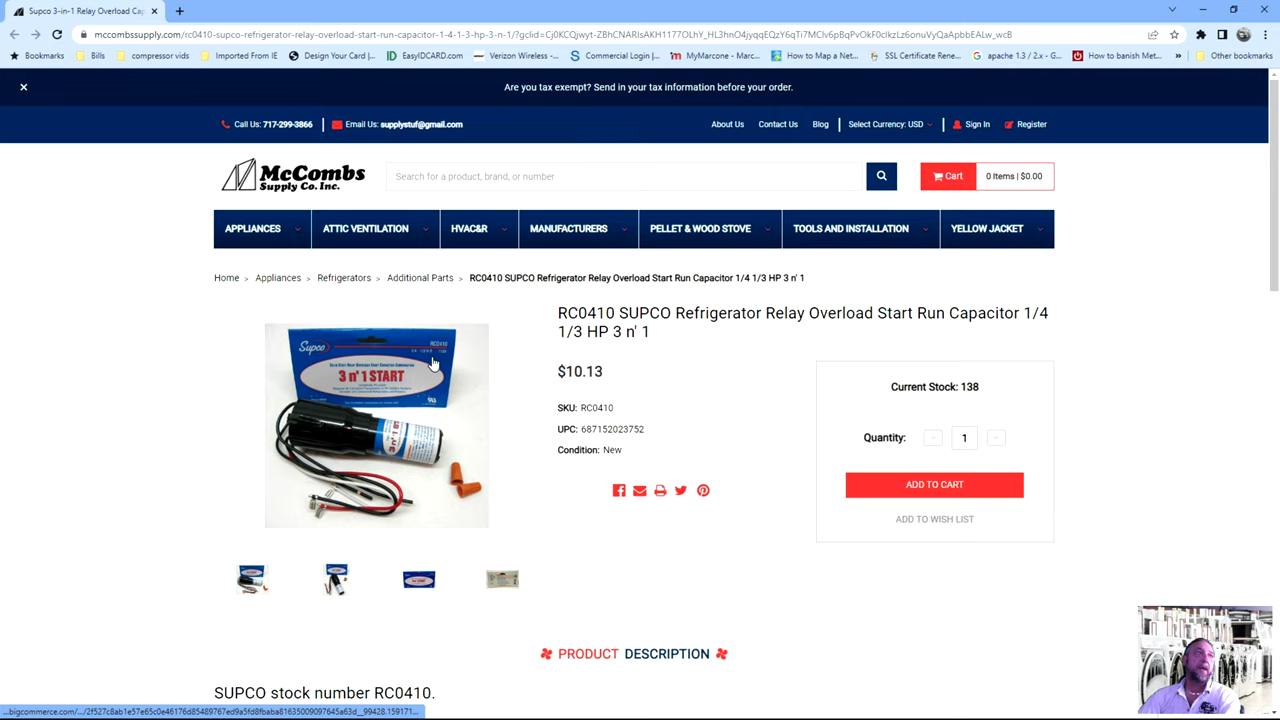 Supco 3-in-1 Relay Overload Cap
mccombssupply.com/rc0410-supco-refrigerator-relay-overload-start-run-capacitor-1-4-1-3-hp-3-n-1/?gclid=
Bookmarks Bills compressor vids Imported From IE Design Your Card | EasyIDCARD.com Verizon Wireless -... Commercial Login |... MyMarcone - Marc... How to Map a Net... SSL Certificate Rene... apache 1.3 / 2.x - G... How to banish Met... » Other bookmarks
Are you tax exempt? Send in your tax information before your order.
Call Us: 717-299-3866 Email Us: supplystuf@gmail.com About Us Contact Us Blog Select Currency: USD Sign In Register
McCombs
Supply Co. Inc.
Search for a product, brand, or number
Cart 0 Items | $0.00
APPLIANCES ATTIC VENTILATION HVAC&R MANUFACTURERS PELLET & WOOD STOVE TOOLS AND INSTALLATION YELLOW JACKET
Home > Appliances > Refrigerators > Additional Parts > RC0410 SUPCO Refrigerator Relay Overload Start Run Capacitor 1/4 1/3 HP 3 n' 1
RC0410 SUPCO Refrigerator Relay Overload Start Run Capacitor 1/4
1/3 HP 3 n' 1
Supco
RC0410
3 n' 1 START
$10.13
Current Stock: 138
SKU: RC0410
UPC: 687152023752
Condition: New
Quantity: 1
ADD TO CART
ADD TO WISH LIST
PRODUCT DESCRIPTION
SUPCO stock number RC0410.